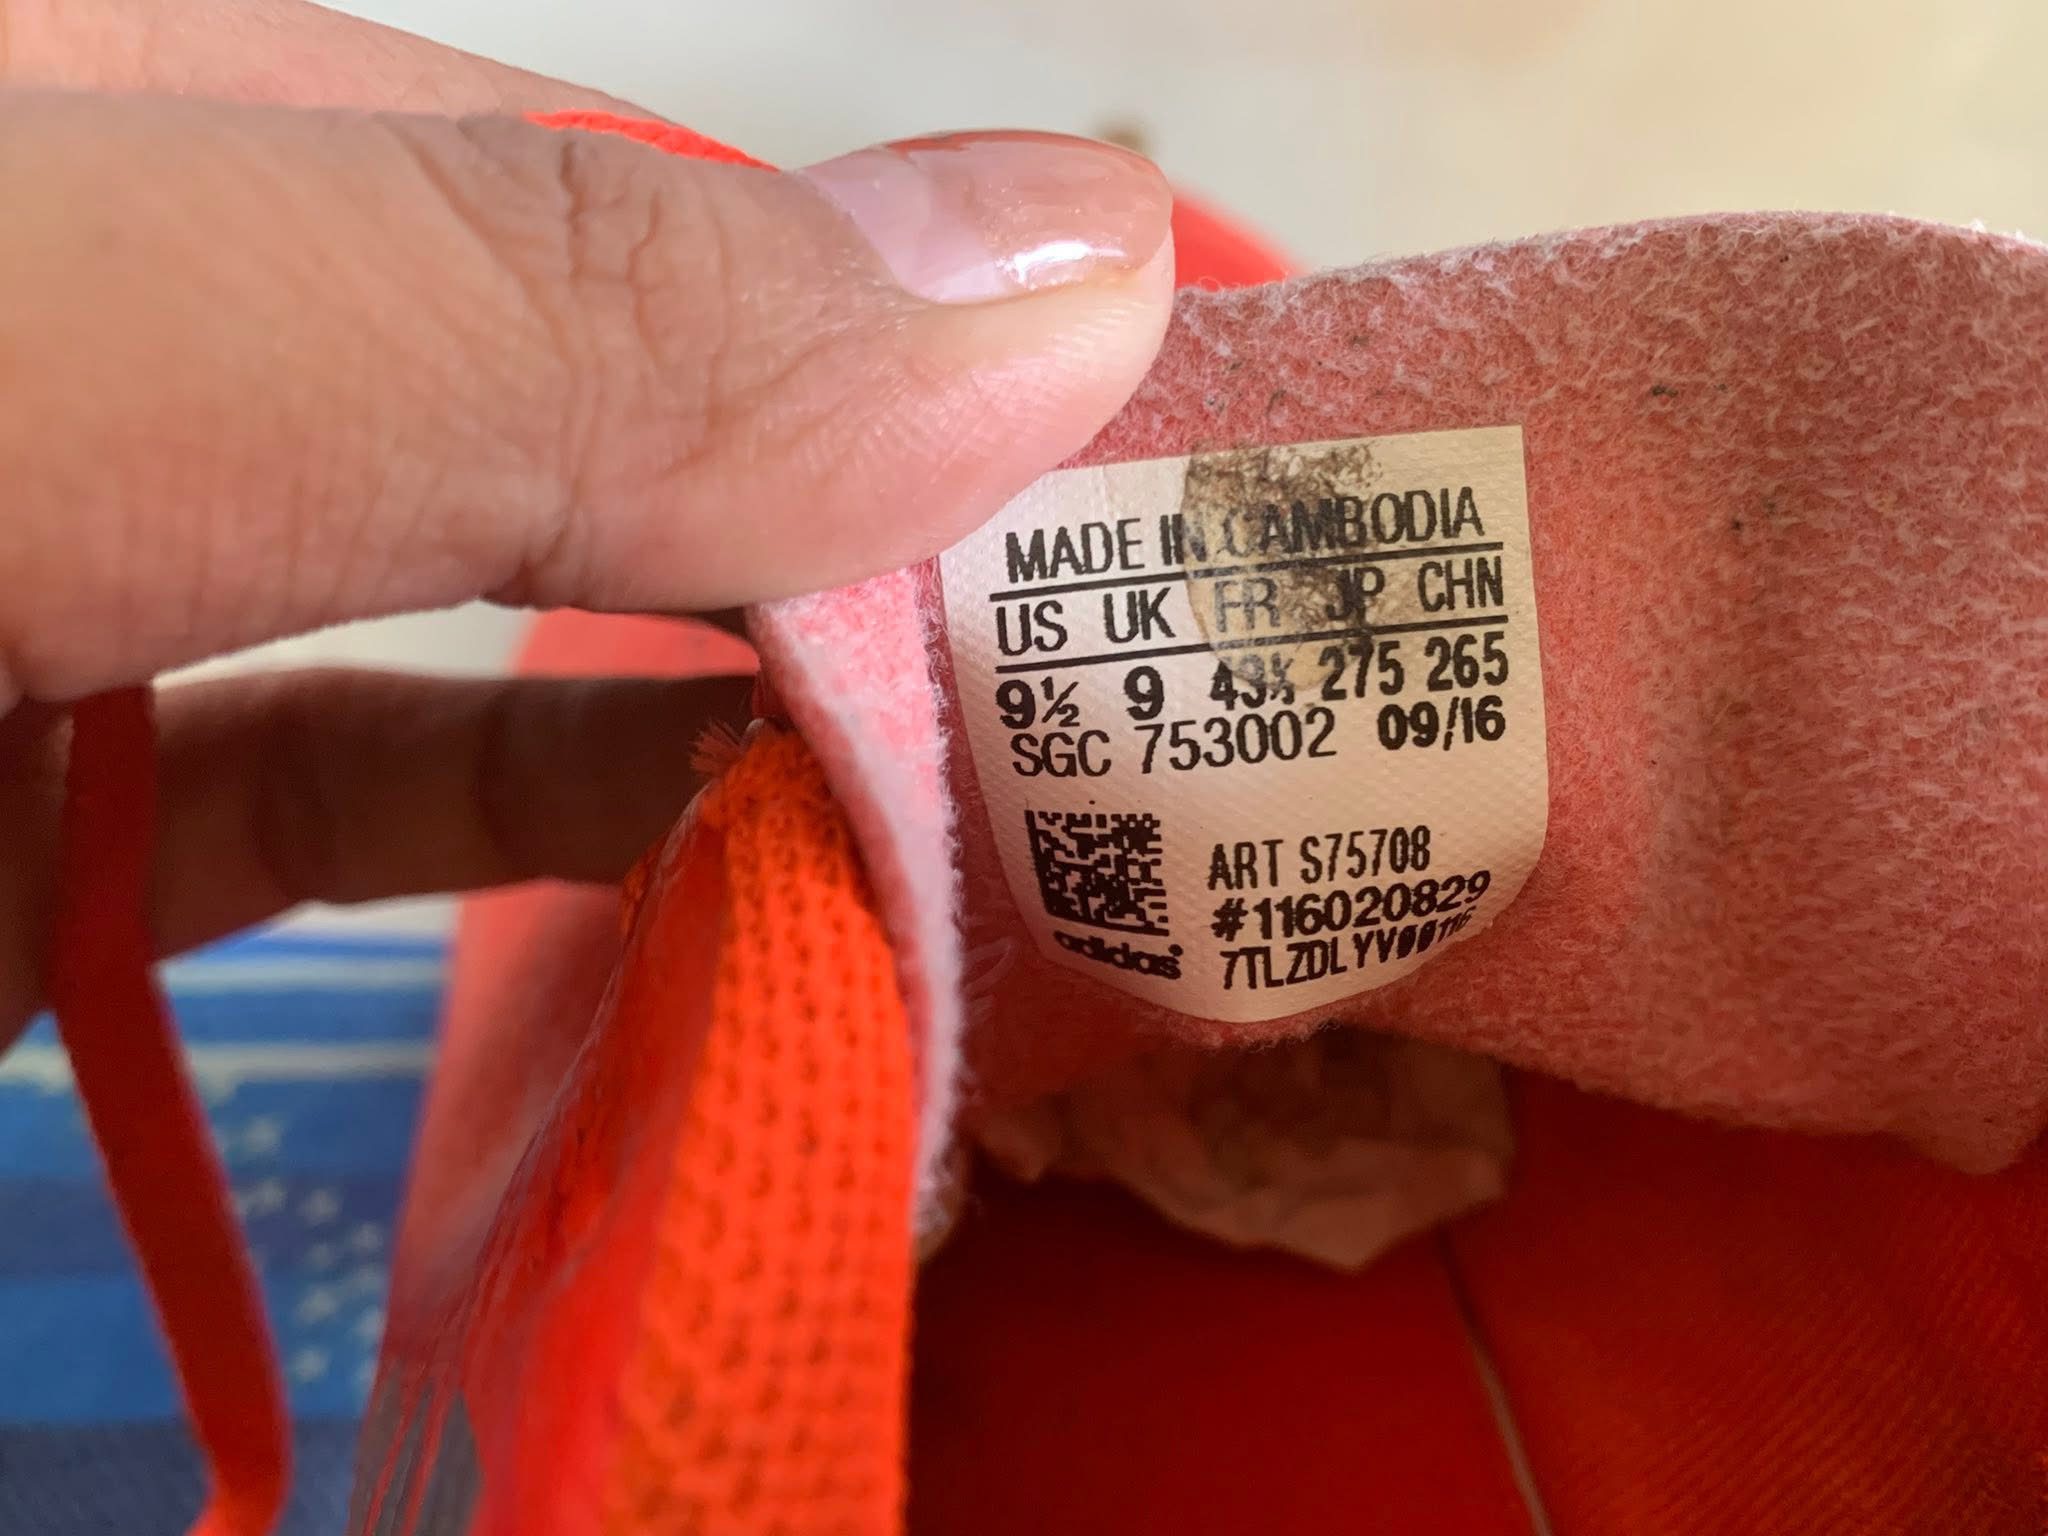 MADE IN CAMBODIA
US UK FR JP CHN
9½ 9 43⅓ 275 265
SGC 753002 09/16
ART S75708
#116020829
adidas
7TLZDLYV00116